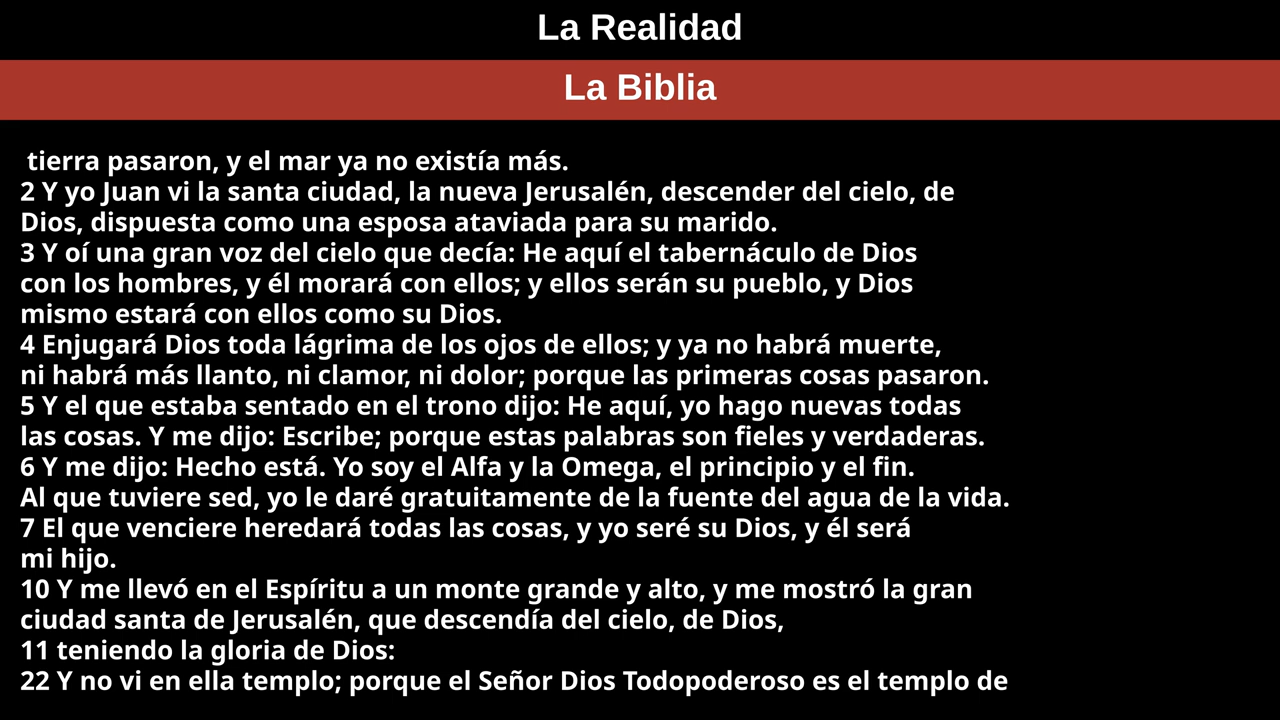 La Realidad
La Biblia
tierra pasaron, y el mar ya no existía más.
2 Y yo Juan vi la santa ciudad, la nueva Jerusalén, descender del cielo, de
Dios, dispuesta como una esposa ataviada para su marido.
3 Y oí una gran voz del cielo que decía: He aquí el tabernáculo de Dios
con los hombres, y él morará con ellos; y ellos serán su pueblo, y Dios
mismo estará con ellos como su Dios.
4 Enjugará Dios toda lágrima de los ojos de ellos; y ya no habrá muerte,
ni habrá más llanto, ni clamor, ni dolor; porque las primeras cosas pasaron.
5 Y el que estaba sentado en el trono dijo: He aquí, yo hago nuevas todas
las cosas. Y me dijo: Escribe; porque estas palabras son fieles y verdaderas.
6 Y me dijo: Hecho está. Yo soy el Alfa y la Omega, el principio y el fin.
Al que tuviere sed, yo le daré gratuitamente de la fuente del agua de la vida.
7 El que venciere heredará todas las cosas, y yo seré su Dios, y él será
mi hijo.
10 Y me llevó en el Espíritu a un monte grande y alto, y me mostró la gran
ciudad santa de Jerusalén, que descendía del cielo, de Dios,
11 teniendo la gloria de Dios:
22 Y no vi en ella templo; porque el Señor Dios Todopoderoso es el templo de